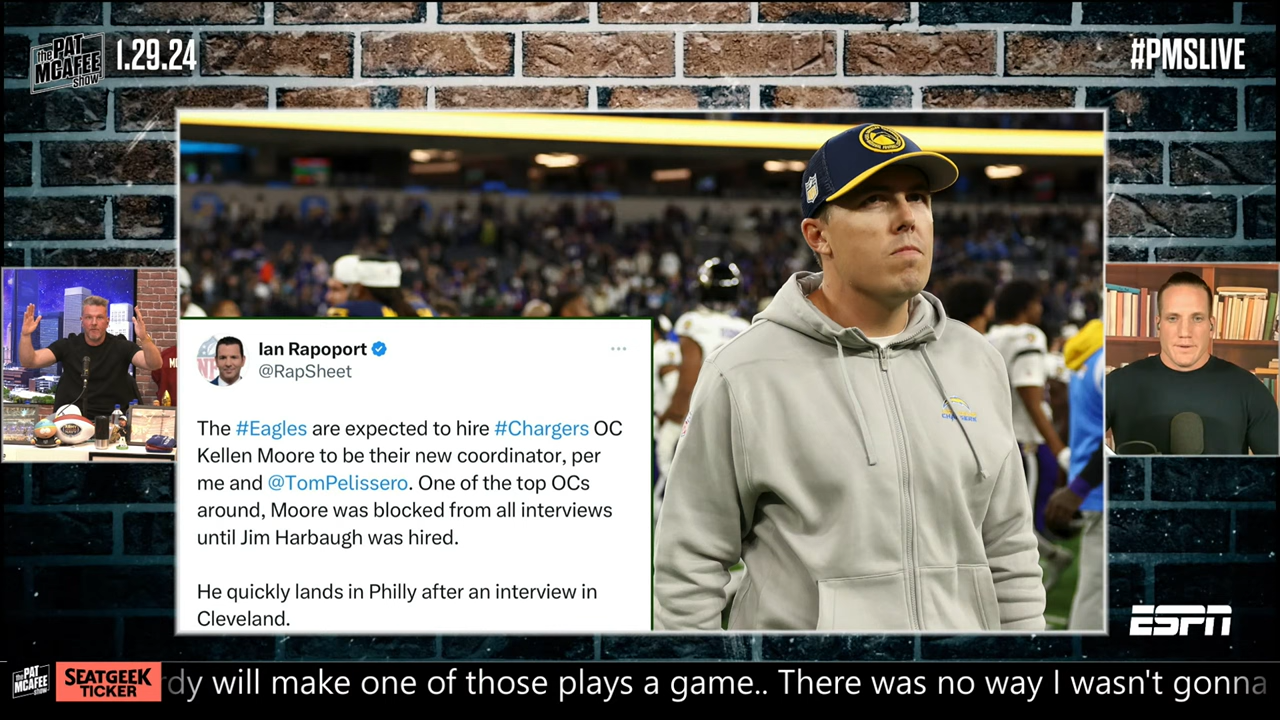 the PAT MCAFEE show
1.29.24
#PMSLIVE
Ian Rapoport
@RapSheet
The #Eagles are expected to hire #Chargers OC
Kellen Moore to be their new coordinator, per
me and @TomPelissero. One of the top OCs
around, Moore was blocked from all interviews
until Jim Harbaugh was hired.
He quickly lands in Philly after an interview in
Cleveland.
CHARGERS
ESPN
the PAT MCAFEE show
SEATGEEK
TICKER
dy will make one of those plays a game.. There was no way I wasn't gonna